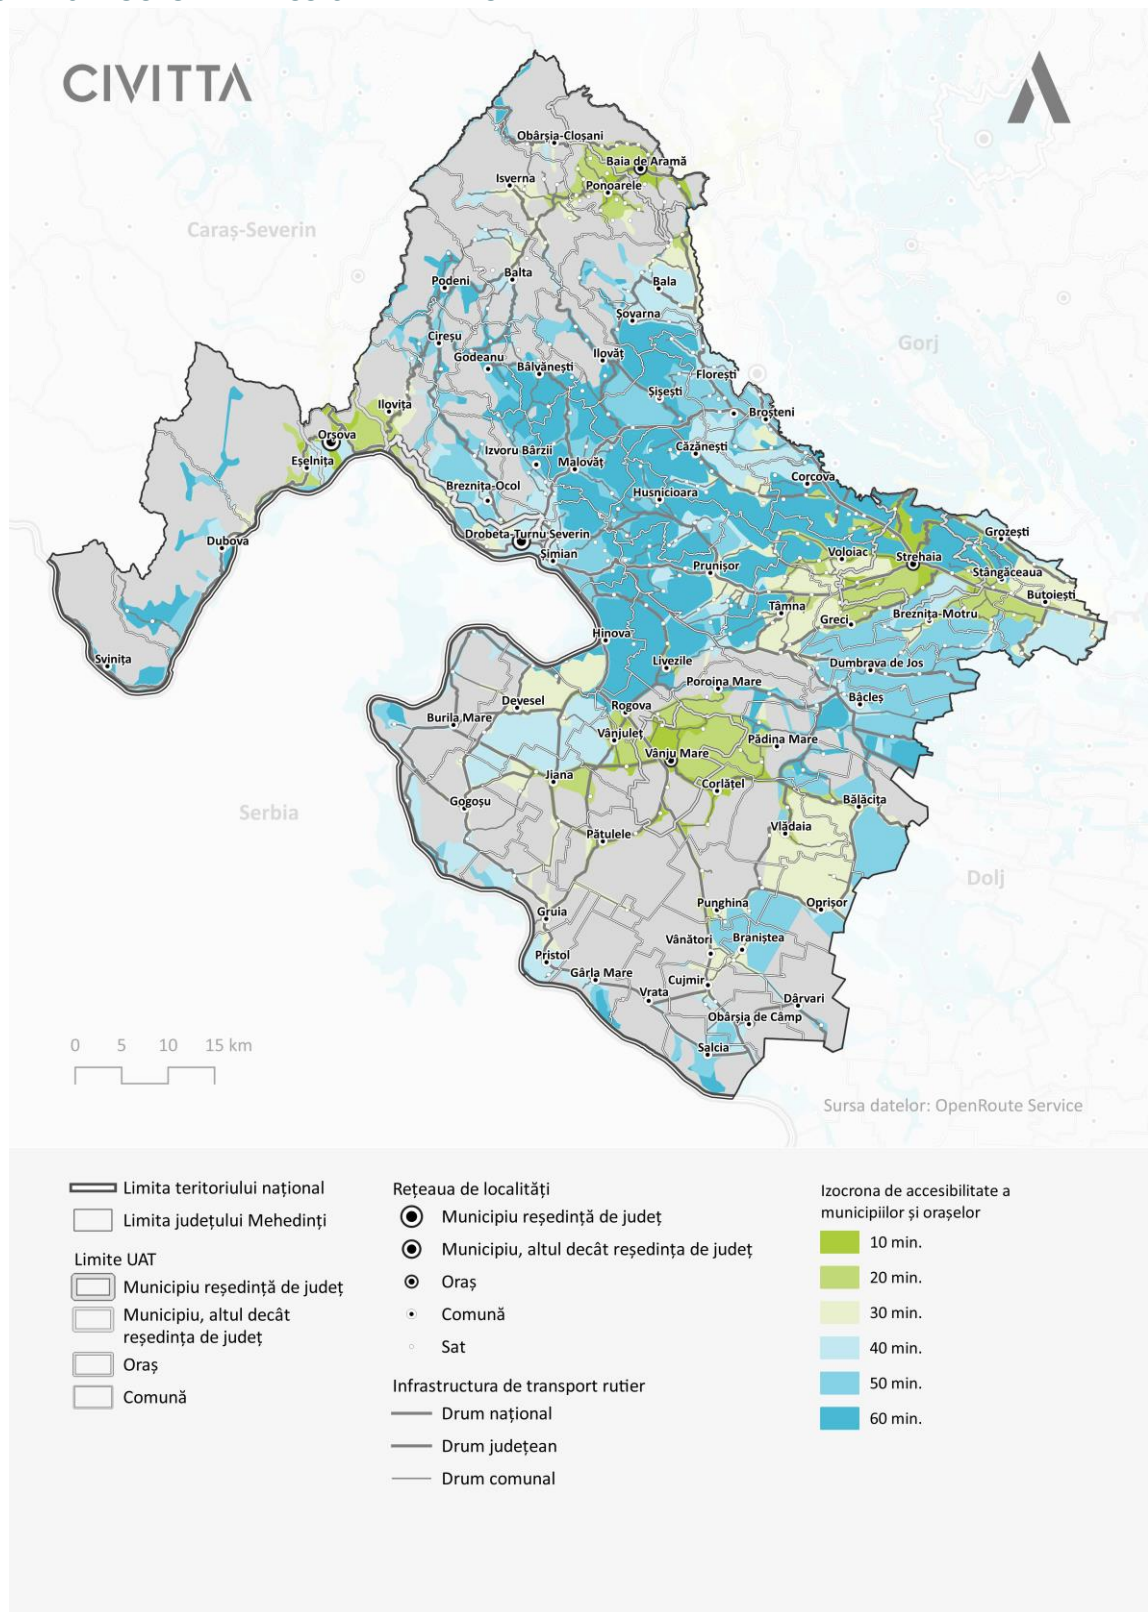 CIVITTA
Obârșia-Cloșani
Baia de Aramă
Isverna
Ponoarele
Caraș-Severin
Podeni
Balta
Bala
Șovarna
Gorj
Cireșu
Godeanu
Bâlvănești
Ilovăț
Florești
Șișești
Ilovița
Broșteni
Orșova
Eșelnița
Izvoru Bârzii
Malovăț
Căzănești
Corcova
Breznița-Ocol
Husnicioara
Dubova
Drobeta-Turnu Severin
Șimian
Grozești
Voloiac
Strehaia
Prunișor
Stângăceaua
Butoiești
Tâmna
Greci
Breznița-Motru
Hinova
Svinița
Livezile
Dumbrava de Jos
Poroina Mare
Devesel
Rogova
Bâcleș
Burila Mare
Vânjuleț
Vânju Mare
Pădina Mare
Jiana
Corlățel
Serbia
Gogoșu
Bălăcița
Vlădaia
Pătulele
Dolj
Punghina
Oprișor
Gruia
Vânători
Braniștea
Pristol
Gârla Mare
Cujmir
Vrata
Dârvari
Obârșia de Câmp
Salcia
0 5 10 15 km
Sursa datelor: OpenRoute Service
Limita teritoriului național
Limita județului Mehedinți
Limite UAT
Municipiu reședință de județ
Municipiu, altul decât
reședința de județ
Oraș
Comună
Rețeaua de localități
Municipiu reședință de județ
Municipiu, altul decât reședința de județ
Oraș
Comună
Sat
Infrastructura de transport rutier
Drum național
Drum județean
Drum comunal
Izocrona de accesibilitate a
municipiilor și orașelor
10 min.
20 min.
30 min.
40 min.
50 min.
60 min.